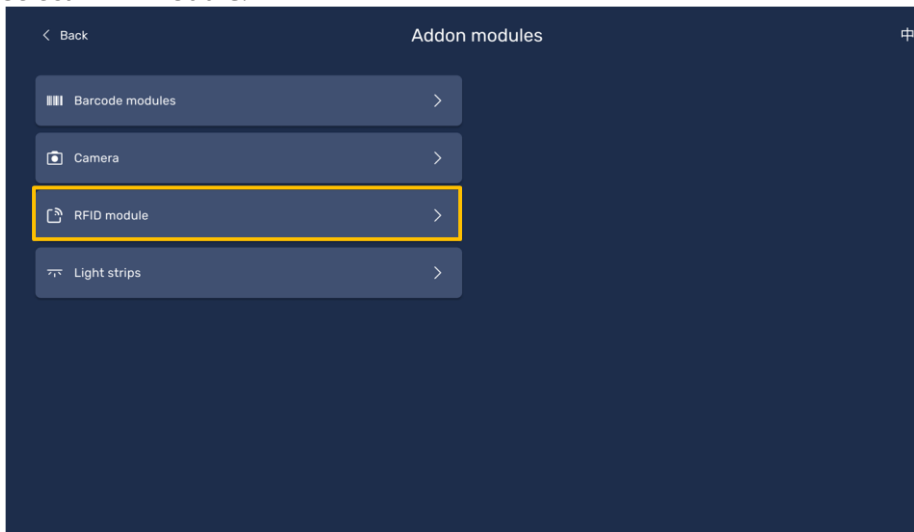 Back
Addon modules
中
Barcode modules
Camera
RFID module
Light strips